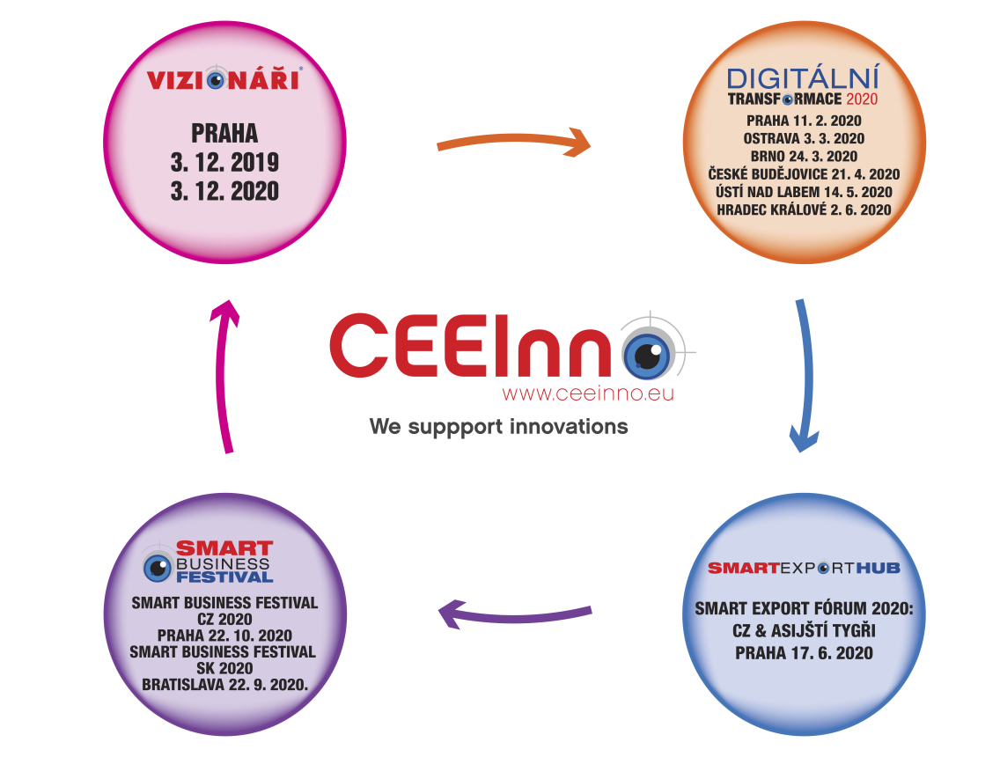 VIZIONÁŘI®
PRAHA
3. 12. 2019
3. 12. 2020
DIGITÁLNÍ
TRANSFORMACE 2020
PRAHA 11. 2. 2020
OSTRAVA 3. 3. 2020
BRNO 24. 3. 2020
ČESKÉ BUDĚJOVICE 21. 4. 2020
ÚSTÍ NAD LABEM 14. 5. 2020
HRADEC KRÁLOVÉ 2. 6. 2020
CEEInno
www.ceeinno.eu
We suppport innovations
SMART
BUSINESS
FESTIVAL
SMART BUSINESS FESTIVAL
CZ 2020
PRAHA 22. 10. 2020
SMART BUSINESS FESTIVAL
SK 2020
BRATISLAVA 22. 9. 2020.
SMARTEXPORTHUB
SMART EXPORT FÓRUM 2020:
CZ & ASIJŠTÍ TYGŘI
PRAHA 17. 6. 2020